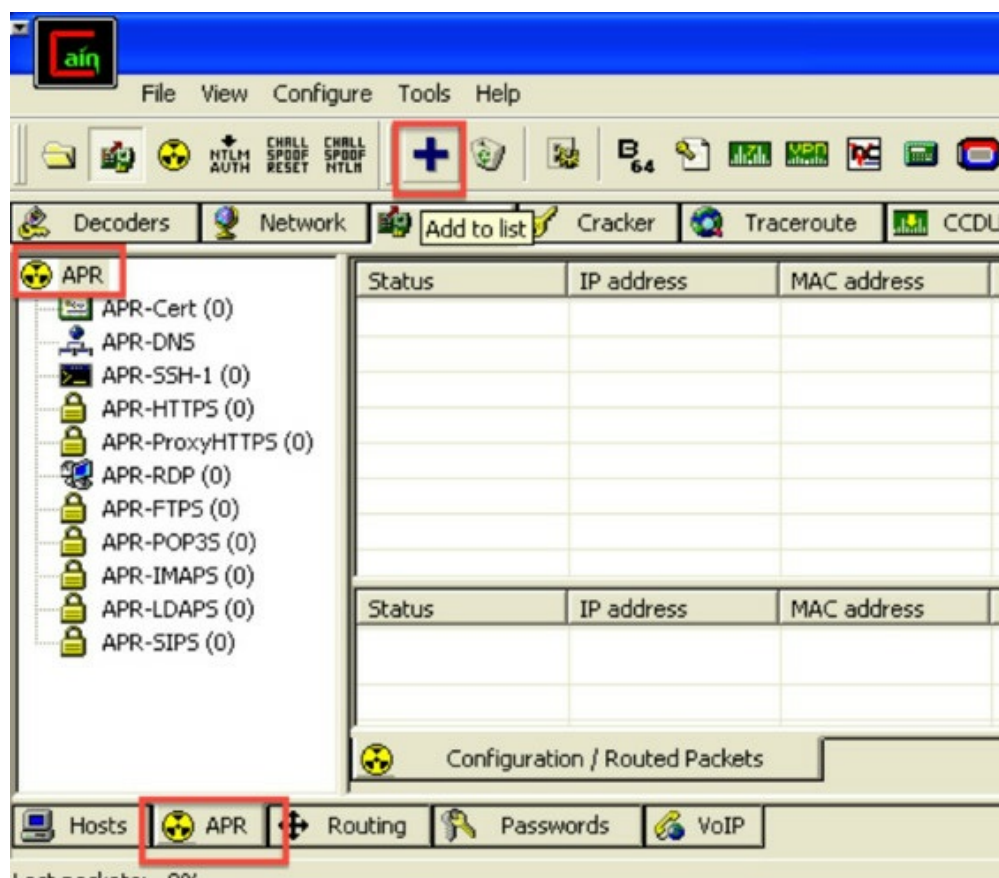 Cain
File View Configure Tools Help
NTLM AUTH CHALL SPOOF RESET CHALL SPOOF NTLM B 64
Decoders Network Add to list Cracker Traceroute CCDU
APR
APR-Cert (0)
APR-DNS
APR-SSH-1 (0)
APR-HTTPS (0)
APR-ProxyHTTPS (0)
APR-RDP (0)
APR-FTPS (0)
APR-POP3S (0)
APR-IMAPS (0)
APR-LDAPS (0)
APR-SIPS (0)
Status IP address MAC address
Status IP address MAC address
Configuration / Routed Packets
Hosts APR Routing Passwords VoIP